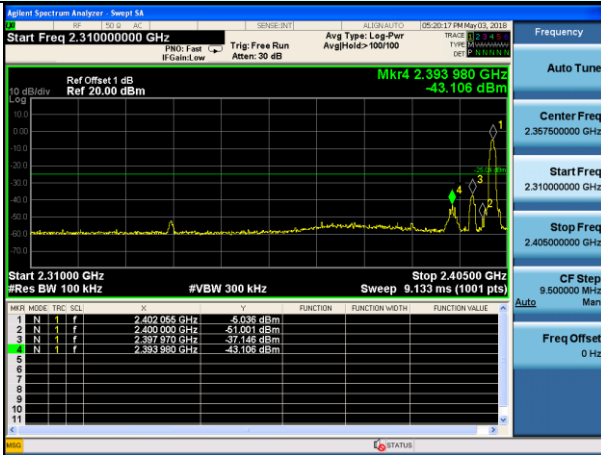 Agilent Spectrum Analyzer - Swept SA
RF 50 Ω AC SENSE:INT ALIGNAUTO 05:20:17 PM May 03, 2018
Start Freq 2.310000000 GHz
PNO: Fast
IFGain:Low
Trig: Free Run
Atten: 30 dB
Avg Type: Log-Pwr
Avg|Hold:>100/100
TRACE 1 2 3 4 5 6
TYPE M
DET P N N N N N
Ref Offset 1 dB
10 dB/div Ref 20.00 dBm
Log
Mkr4 2.393 980 GHz
-43.106 dBm
10.0
0.00
-10.0
-20.0
-30.0
-40.0
-50.0
-60.0
-70.0
1
3
4
2
Start 2.31000 GHz Stop 2.40500 GHz
#Res BW 100 kHz #VBW 300 kHz Sweep 9.133 ms (1001 pts)
MKR MODE TRC SCL X Y FUNCTION FUNCTION WIDTH FUNCTION VALUE
1 N 1 f 2.402 055 GHz -5.036 dBm
2 N 1 f 2.400 000 GHz -51.001 dBm
3 N 1 f 2.397 970 GHz -37.146 dBm
4 N 1 f 2.393 980 GHz -43.106 dBm
5
6
7
8
9
10
11
MSG STATUS
Frequency
Auto Tune
Center Freq
2.357500000 GHz
Start Freq
2.310000000 GHz
Stop Freq
2.405000000 GHz
CF Step
9.500000 MHz
Auto Man
Freq Offset
0 Hz